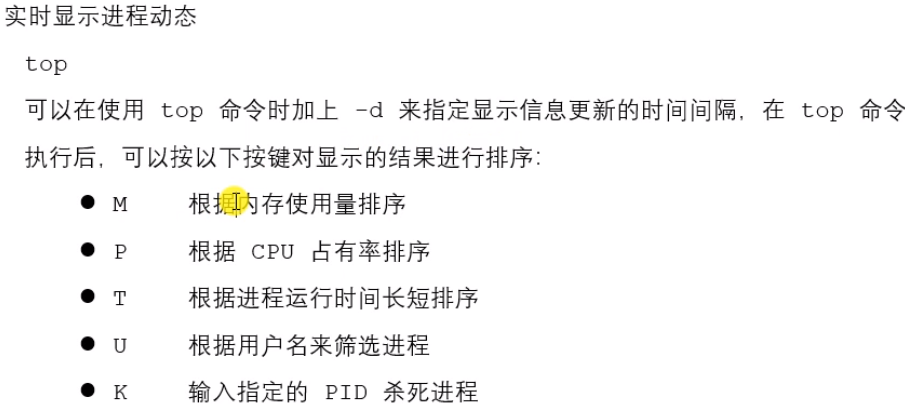 实时显示进程动态
top
可以在使用 top 命令时加上 -d 来指定显示信息更新的时间间隔，在 top 命令
执行后，可以按以下按键对显示的结果进行排序：
● M 根据内存使用量排序
● P 根据 CPU 占有率排序
● T 根据进程运行时间长短排序
● U 根据用户名来筛选进程
● K 输入指定的 PID 杀死进程